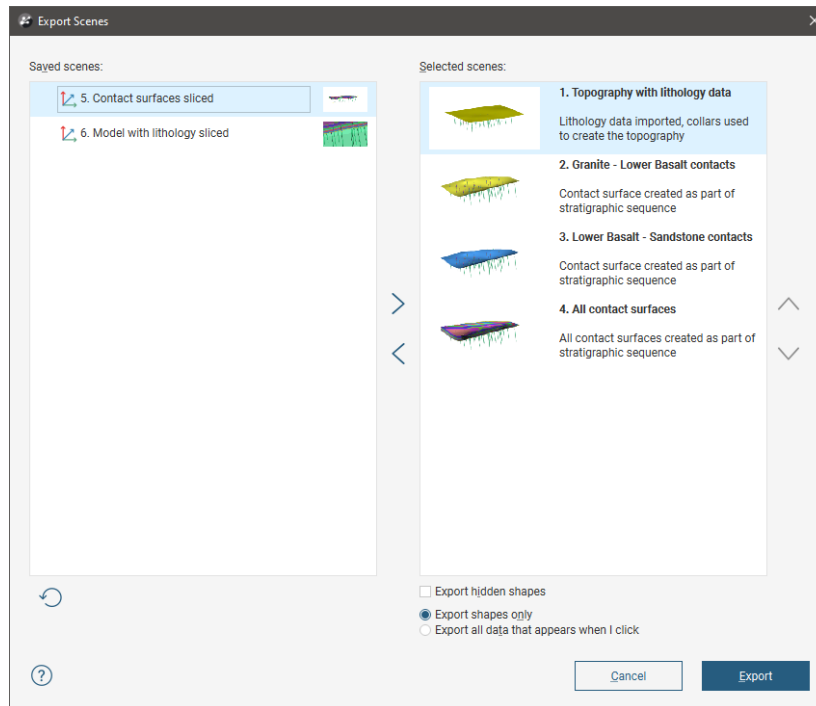 Export Scenes
Saved scenes:
5. Contact surfaces sliced
6. Model with lithology sliced
Selected scenes:
1. Topography with lithology data
Lithology data imported, collars used
to create the topography
2. Granite - Lower Basalt contacts
Contact surface created as part of
stratigraphic sequence
3. Lower Basalt - Sandstone contacts
Contact surface created as part of
stratigraphic sequence
4. All contact surfaces
All contact surfaces created as part of
stratigraphic sequence
Export hidden shapes
Export shapes only
Export all data that appears when I click
?
Cancel
Export